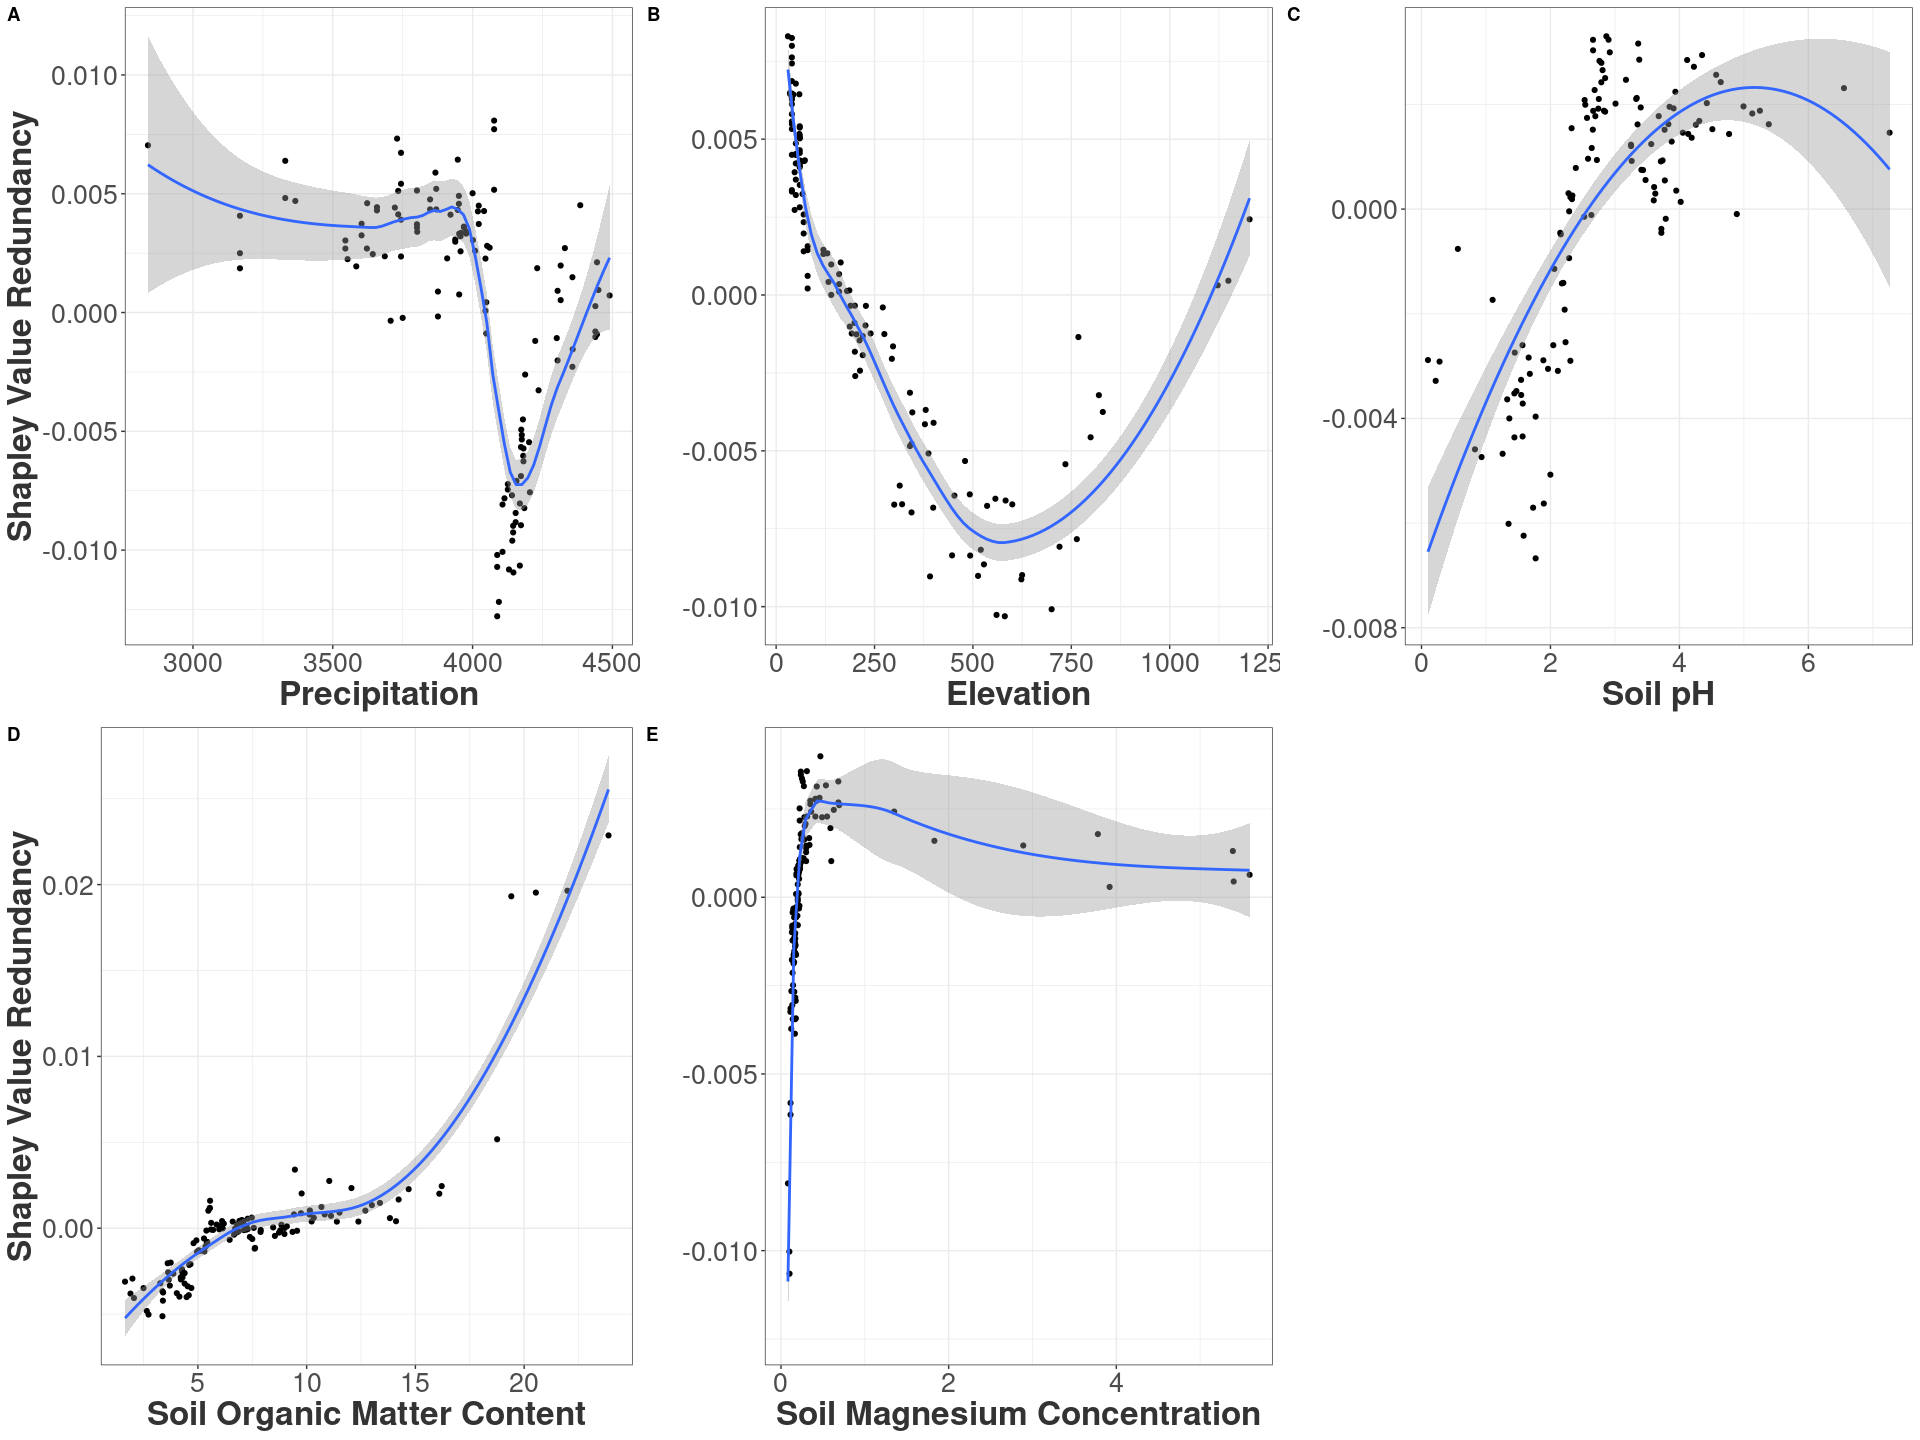 A
B
C
Shapley Value Redundancy
0.010
0.005
0.000
-0.005
-0.010
3000 3500 4000 4500
Precipitation
0.005
0.000
-0.005
-0.010
0 250 500 750 1000 125
Elevation
0.000
-0.004
-0.008
0 2 4 6
Soil pH
D
E
Shapley Value Redundancy
0.02
0.01
0.00
5 10 15 20
Soil Organic Matter Content
0.000
-0.005
-0.010
0 2 4
Soil Magnesium Concentration